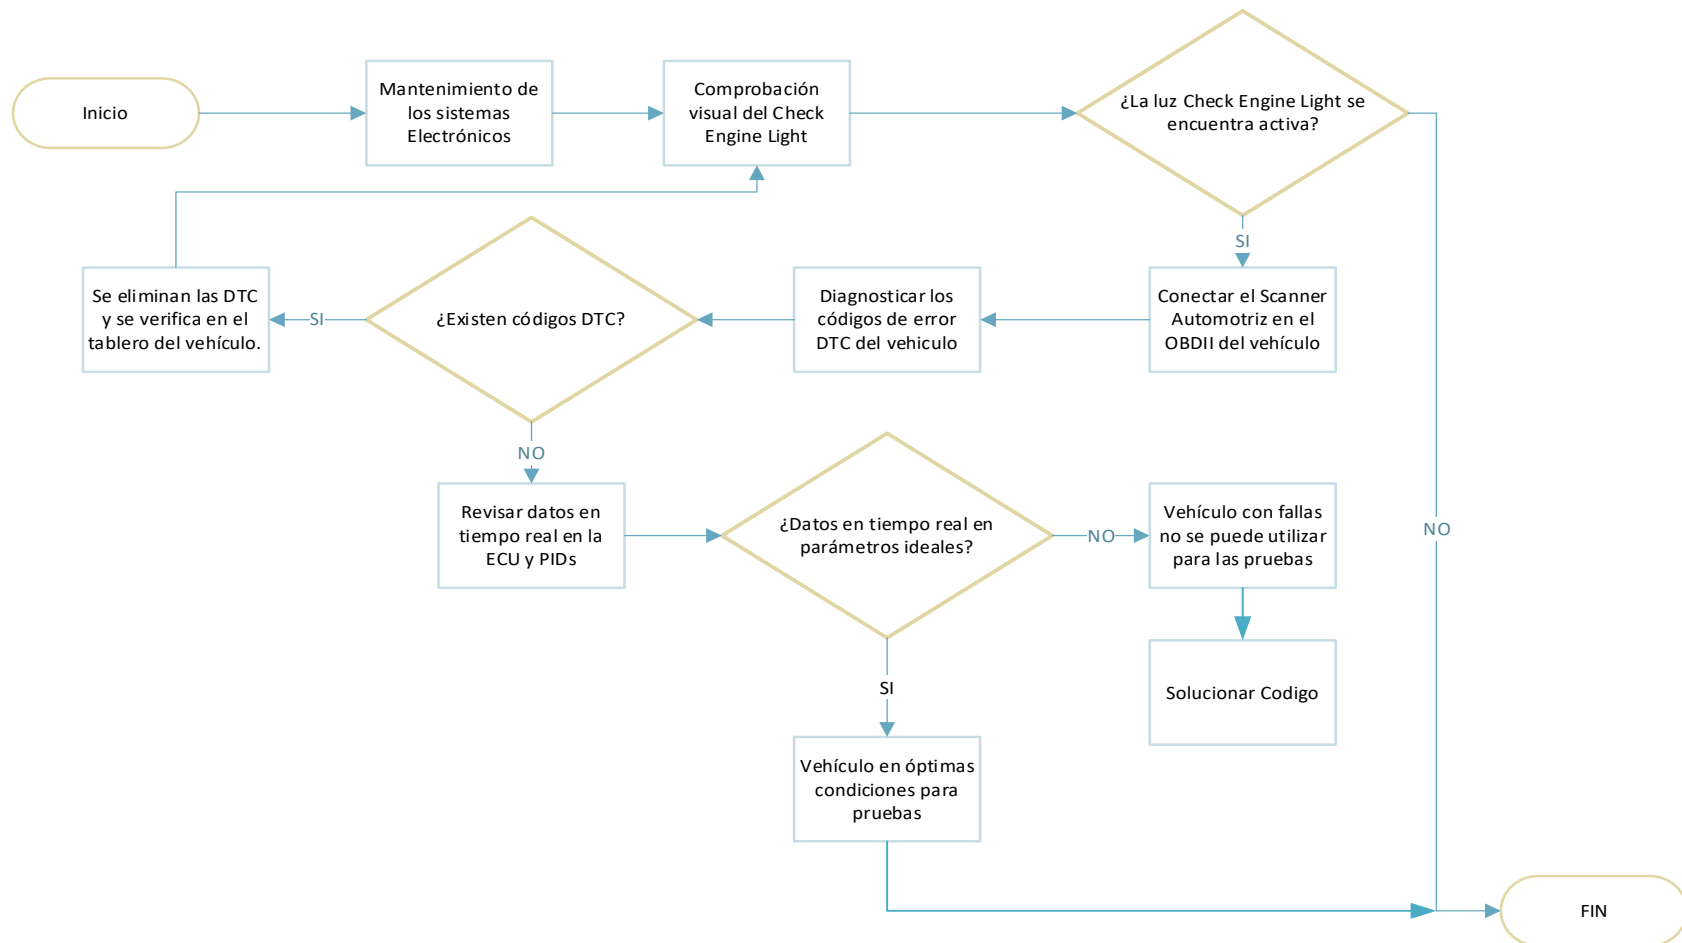 Inicio
Mantenimiento de
los sistemas
Electrónicos
Comprobación
visual del Check
Engine Light
¿La luz Check Engine Light se
encuentra activa?
SI
NO
Conectar el Scanner
Automotriz en el
OBDII del vehículo
Diagnosticar los
códigos de error
DTC del vehiculo
¿Existen códigos DTC?
SI
Se eliminan las DTC
y se verifica en el
tablero del vehículo.
NO
Revisar datos en
tiempo real en la
ECU y PIDs
¿Datos en tiempo real en
parámetros ideales?
NO
Vehículo con fallas
no se puede utilizar
para las pruebas
Solucionar Codigo
SI
Vehículo en óptimas
condiciones para
pruebas
FIN